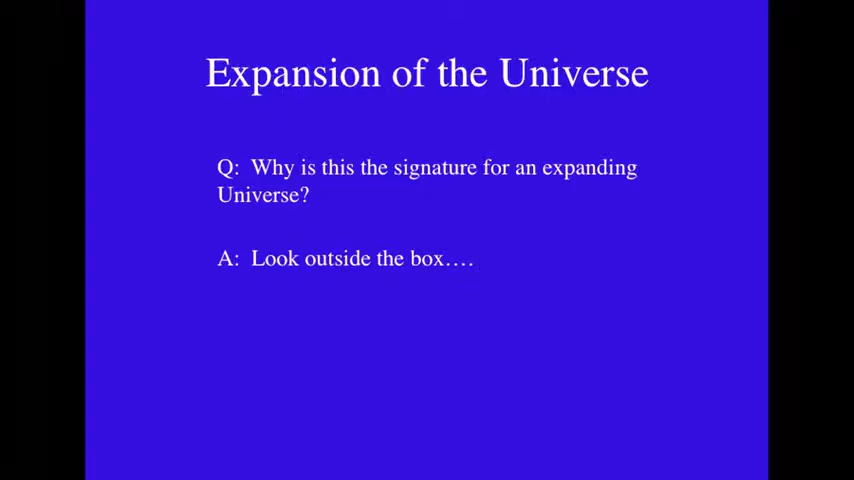 Expansion of the Universe
Q:  Why is this the signature for an expanding
Universe?
A:  Look outside the box….